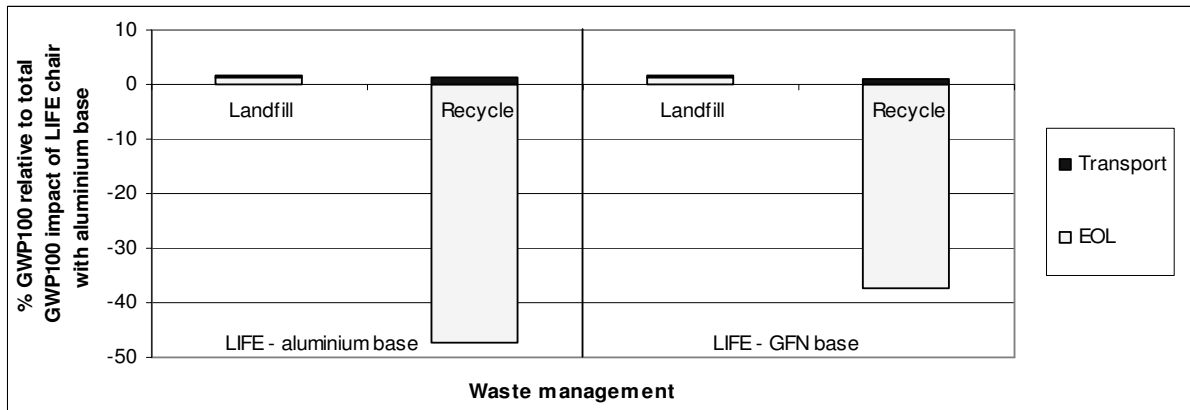 % GWP100 relative to total
GWP100 impact of LIFE chair
with aluminium base
10
0
-10
-20
-30
-40
-50
Landfill
Recycle
Landfill
Recycle
LIFE - aluminium base
LIFE - GFN base
Waste management
Transport
EOL